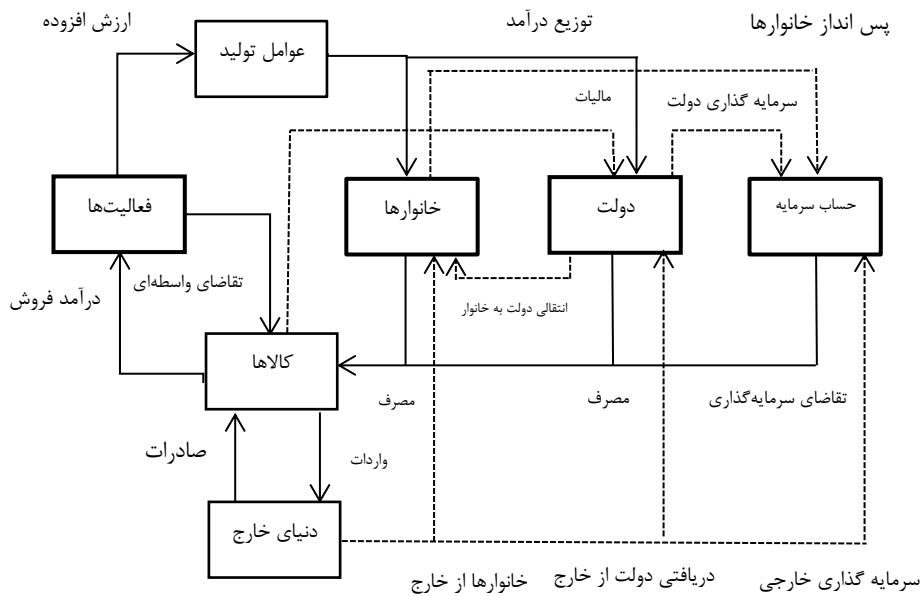 ارزش افزوده
توزیع درآمد
پس انداز خانوارها
عوامل تولید
مالیات
سرمایه گذاری دولت
فعالیت‌ها
خانوارها
دولت
حساب سرمایه
تقاضای واسطه‌ای
درآمد فروش
انتقالی دولت به خانوار
کالاها
مصرف
مصرف
تقاضای سرمایه‌گذاری
صادرات
واردات
دنیای خارج
خانوارها از خارج
دریافتی دولت از خارج
سرمایه گذاری خارجی